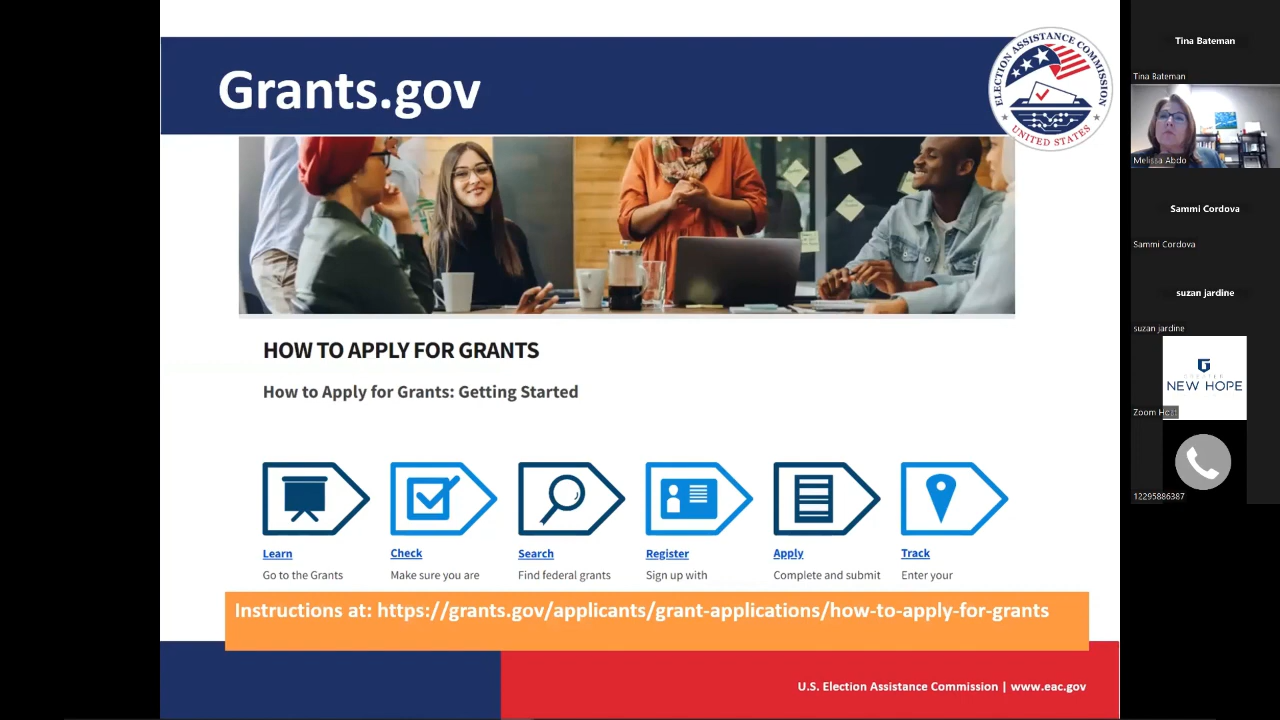 Grants.gov
ELECTION ASSISTANCE COMMISSION
UNITED STATES
HOW TO APPLY FOR GRANTS
How to Apply for Grants: Getting Started
Learn
Go to the Grants
Check
Make sure you are
Search
Find federal grants
Register
Sign up with
Apply
Complete and submit
Track
Enter your
Instructions at: https://grants.gov/applicants/grant-applications/how-to-apply-for-grants
U.S. Election Assistance Commission | www.eac.gov
Tina Bateman
Tina Bateman
Melissa Abdo
Sammi Cordova
Sammi Cordova
suzan jardine
suzan jardine
NEW HOPE
Zoom Host
12295886387